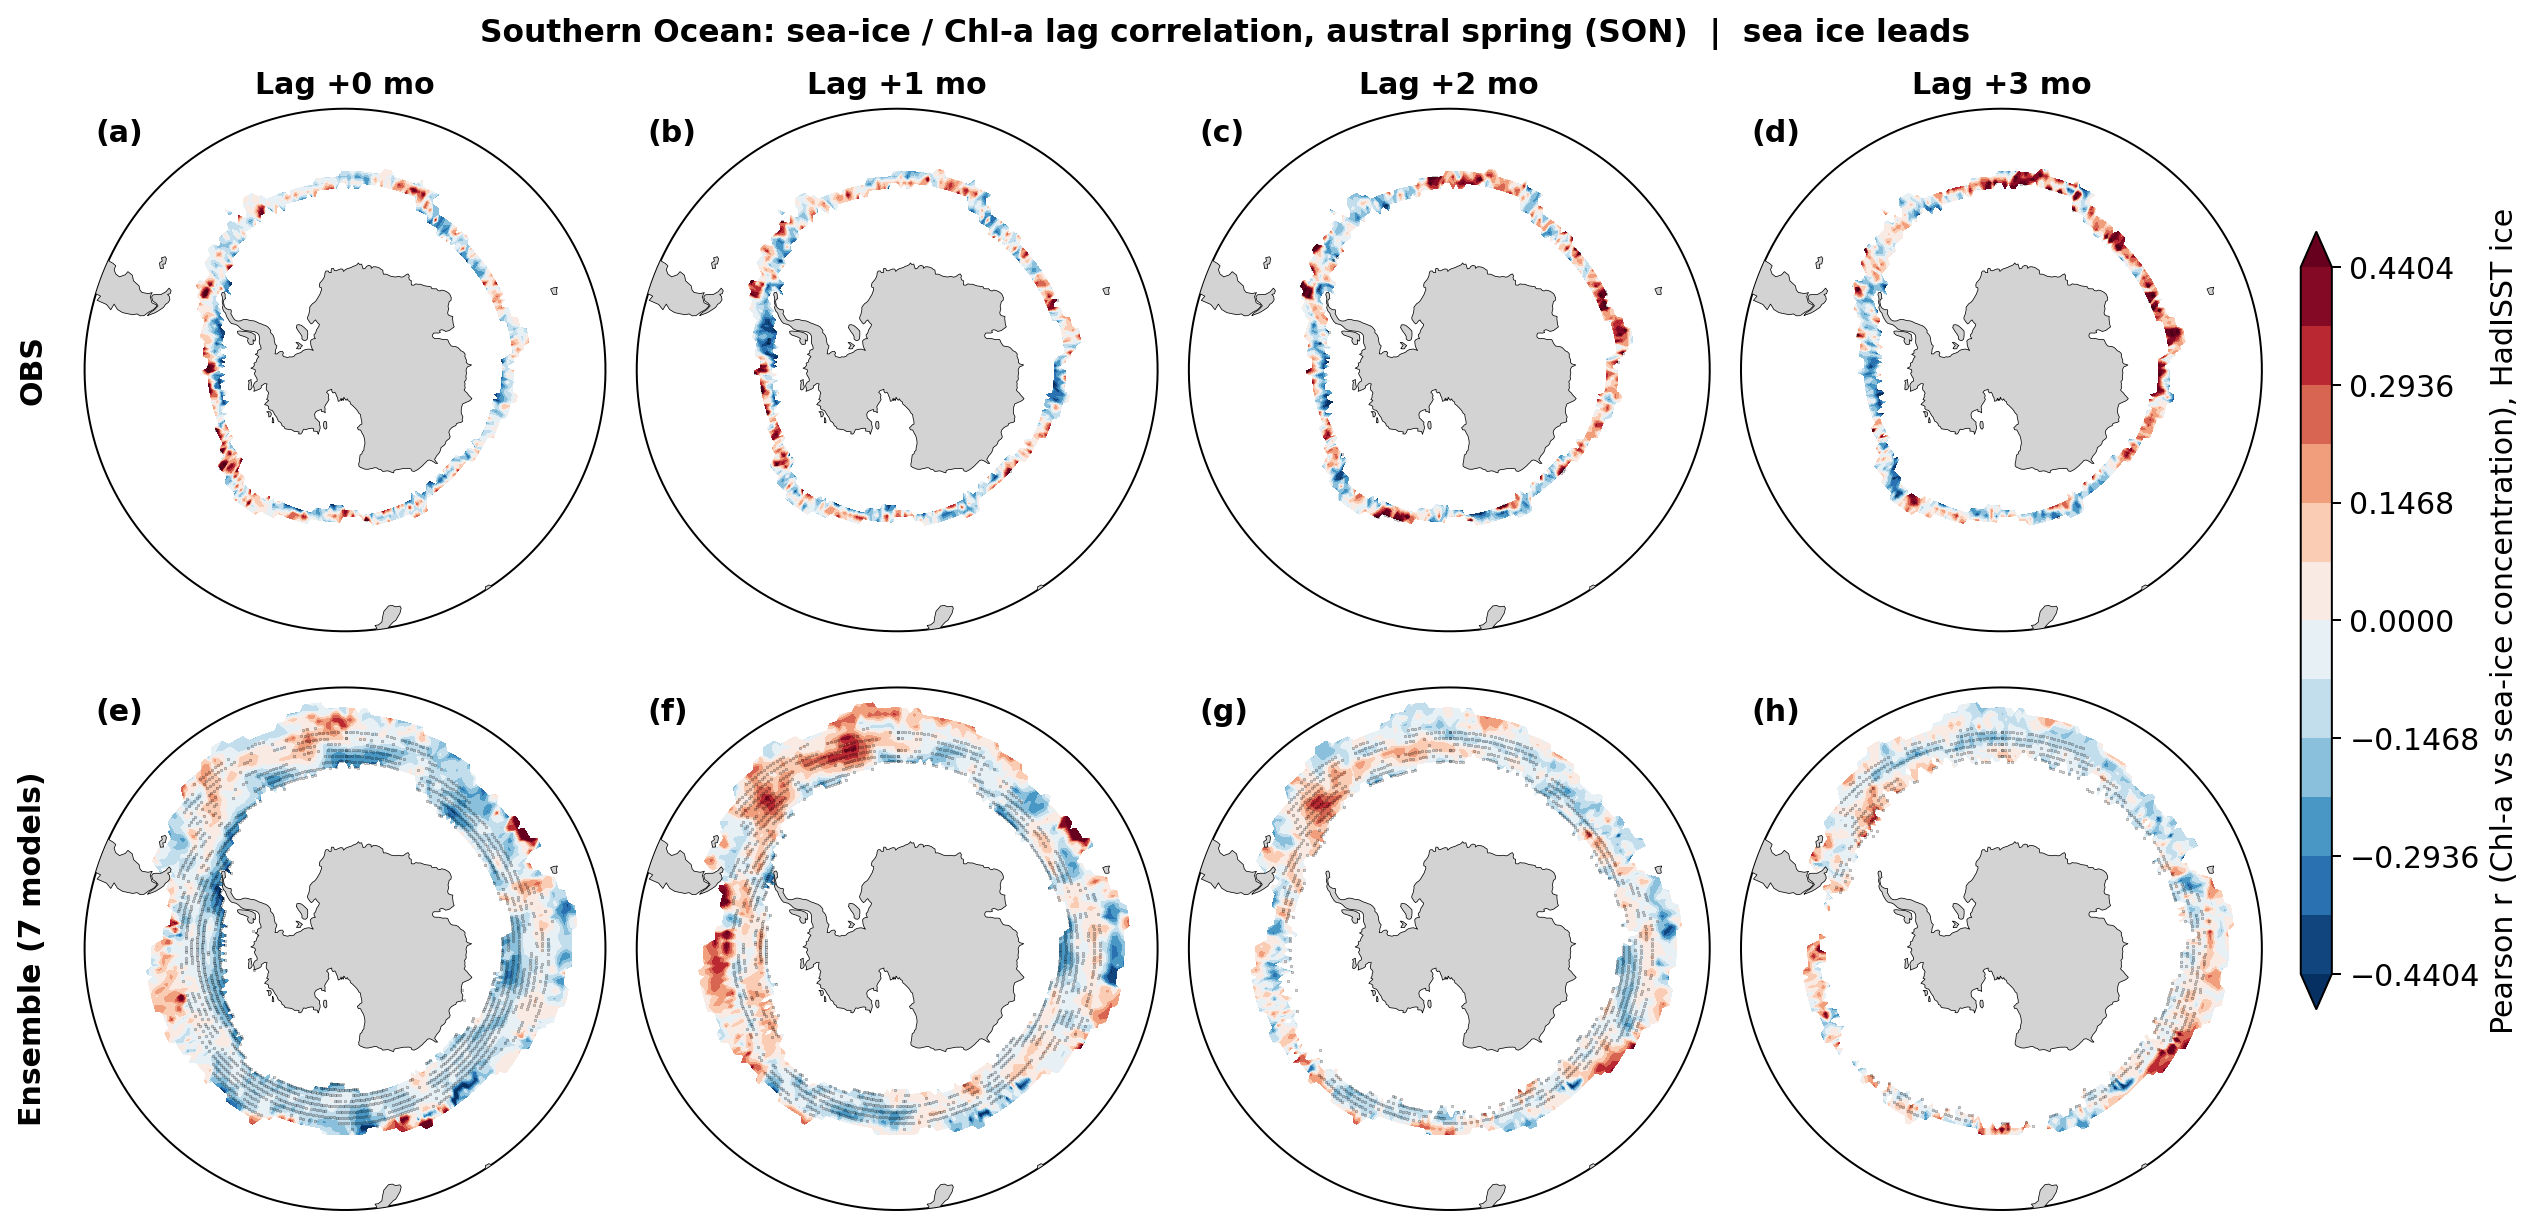 Southern Ocean: sea-ice / Chl-a lag correlation, austral spring (SON) | sea ice leads
Lag +0 mo
Lag +1 mo
Lag +2 mo
Lag +3 mo
(a)
(b)
(c)
(d)
OBS
(e)
(f)
(g)
(h)
Ensemble (7 models)
0.4404
0.2936
0.1468
0.0000
−0.1468
−0.2936
−0.4404
Pearson r (Chl-a vs sea-ice concentration), HadISST ice